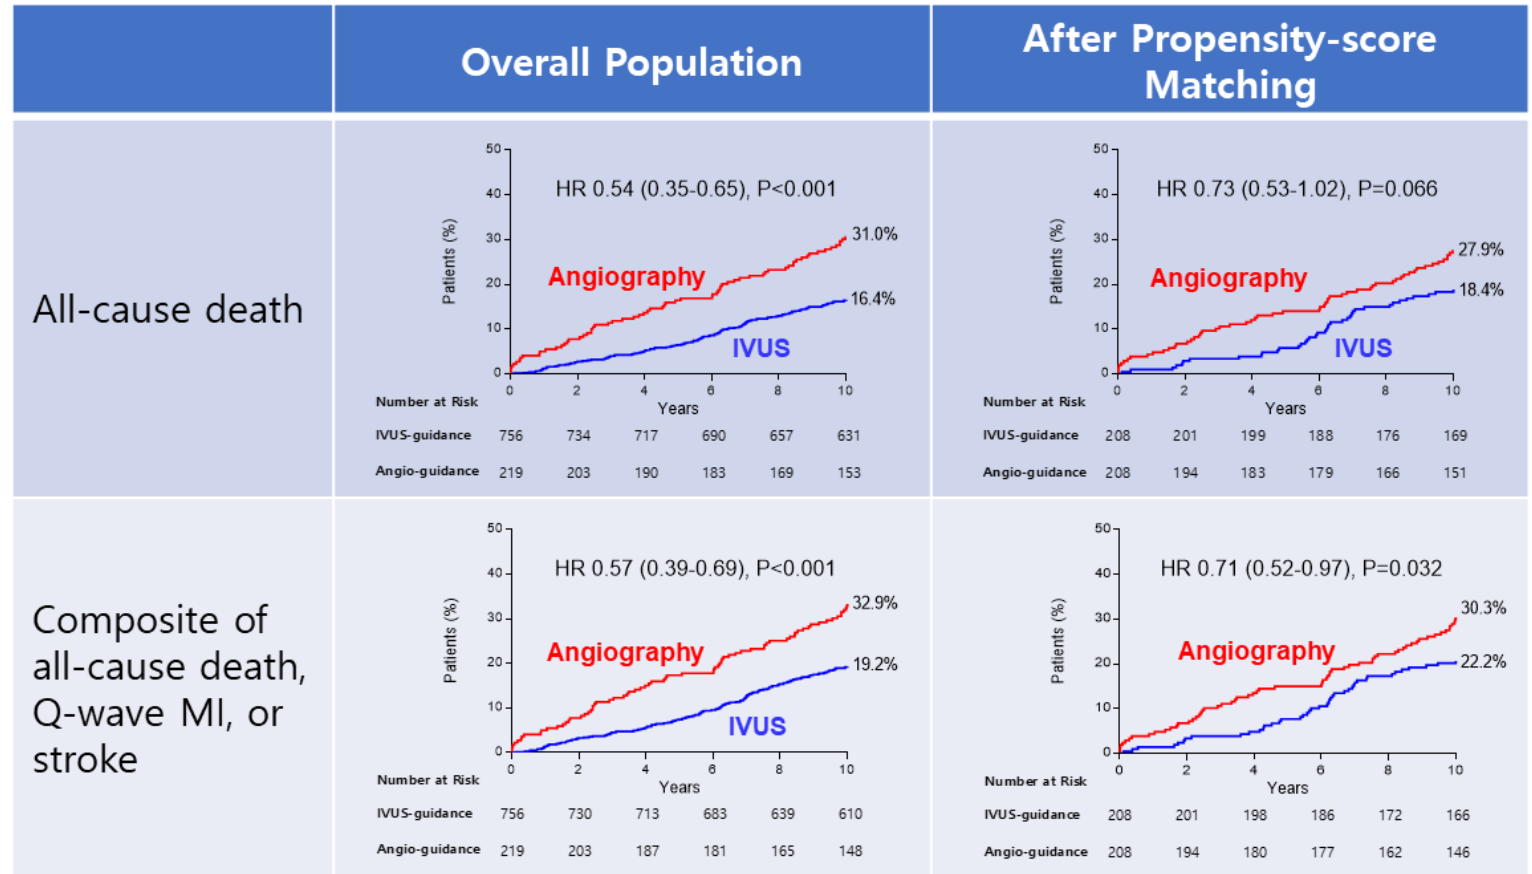 Overall Population
After Propensity-score
Matching
All-cause death
50
40
30
20
10
0
Patients (%)
HR 0.54 (0.35-0.65), P<0.001
31.0%
Angiography
16.4%
IVUS
0 2 4 6 8 10
Years
Number at Risk
IVUS-guidance 756 734 717 690 657 631
Angio-guidance 219 203 190 183 169 153
50
40
30
20
10
0
Patients (%)
HR 0.73 (0.53-1.02), P=0.066
27.9%
Angiography
18.4%
IVUS
0 2 4 6 8 10
Years
Number at Risk
IVUS-guidance 208 201 199 188 176 169
Angio-guidance 208 194 183 179 166 151
Composite of
all-cause death,
Q-wave MI, or
stroke
50
40
30
20
10
0
Patients (%)
HR 0.57 (0.39-0.69), P<0.001
32.9%
Angiography
19.2%
IVUS
0 2 4 6 8 10
Years
Number at Risk
IVUS-guidance 756 730 713 683 639 610
Angio-guidance 219 203 187 181 165 148
50
40
30
20
10
0
Patients (%)
HR 0.71 (0.52-0.97), P=0.032
30.3%
Angiography
22.2%
0 2 4 6 8 10
Years
Number at Risk
IVUS-guidance 208 201 198 186 172 166
Angio-guidance 208 194 180 177 162 146